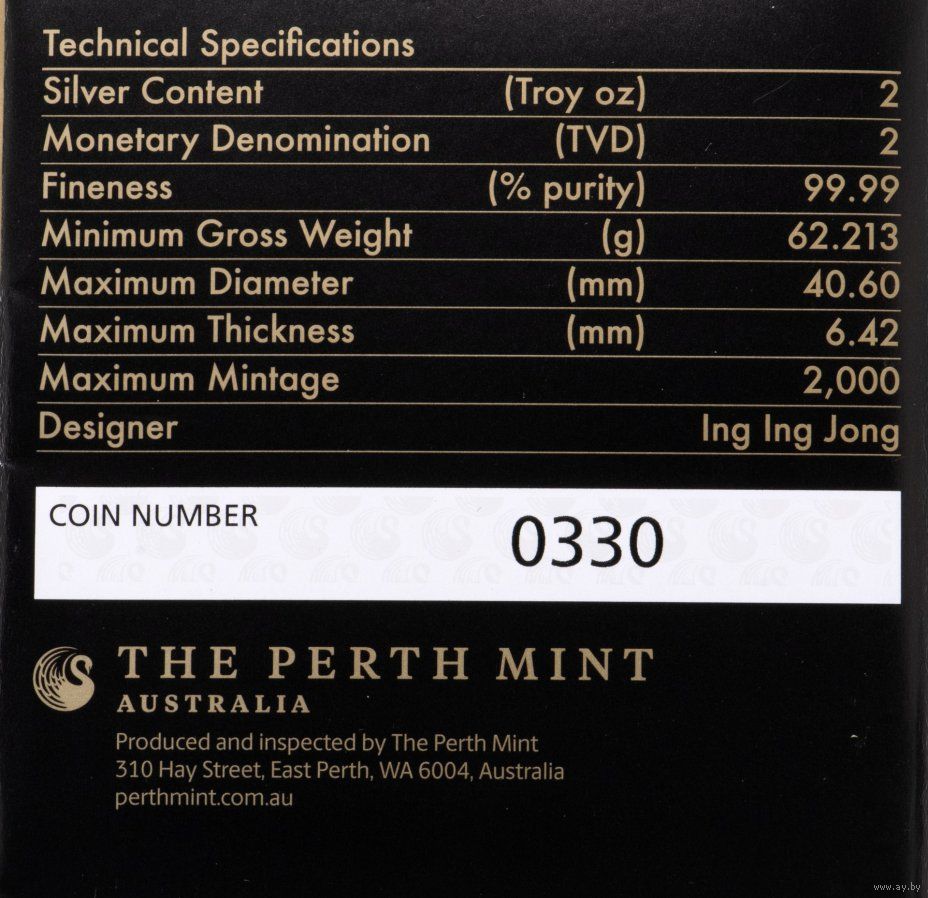 Technical Specifications
Silver Content (Troy oz) 2
Monetary Denomination (TVD) 2
Fineness (% purity) 99.99
Minimum Gross Weight (g) 62.213
Maximum Diameter (mm) 40.60
Maximum Thickness (mm) 6.42
Maximum Mintage 2,000
Designer Ing Ing Jong
COIN NUMBER 0330
THE PERTH MINT
AUSTRALIA
Produced and inspected by The Perth Mint
310 Hay Street, East Perth, WA 6004, Australia
perthmint.com.au
www.ay.by